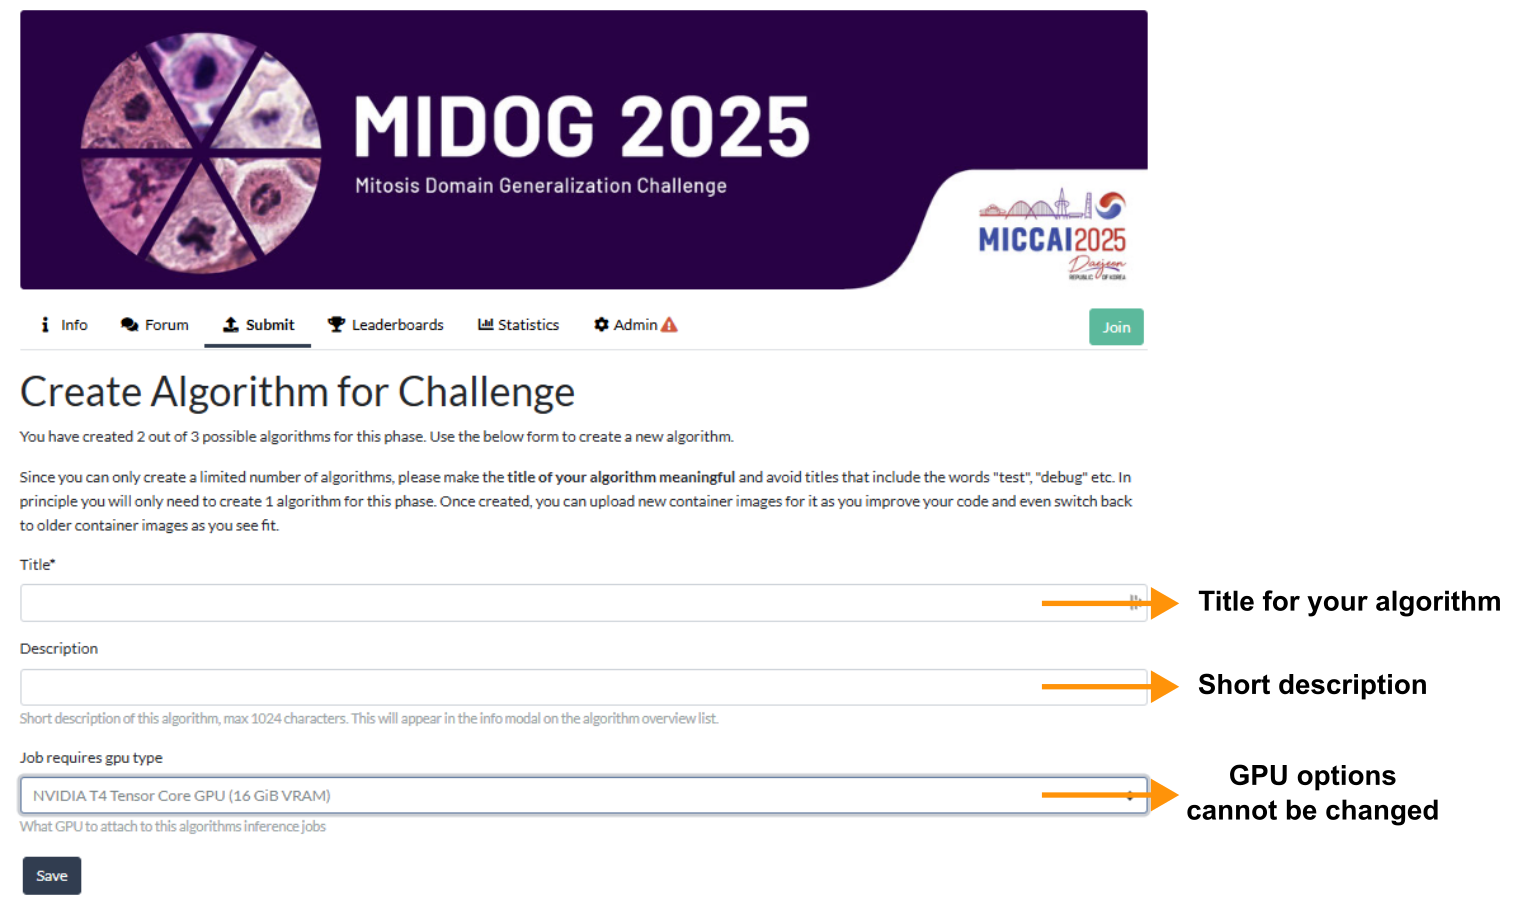 MIDOG 2025
Mitosis Domain Generalization Challenge
MICCAI2025
Daejeon
REPUBLIC OF KOREA
Info Forum Submit Leaderboards Statistics Admin Join
Create Algorithm for Challenge
You have created 2 out of 3 possible algorithms for this phase. Use the below form to create a new algorithm.
Since you can only create a limited number of algorithms, please make the title of your algorithm meaningful and avoid titles that include the words "test", "debug" etc. In
principle you will only need to create 1 algorithm for this phase. Once created, you can upload new container images for it as you improve your code and even switch back
to older container images as you see fit.
Title*
Title for your algorithm
Description
Short description
Short description of this algorithm, max 1024 characters. This will appear in the info modal on the algorithm overview list.
Job requires gpu type
NVIDIA T4 Tensor Core GPU (16 GiB VRAM)
GPU options
cannot be changed
What GPU to attach to this algorithms inference jobs
Save